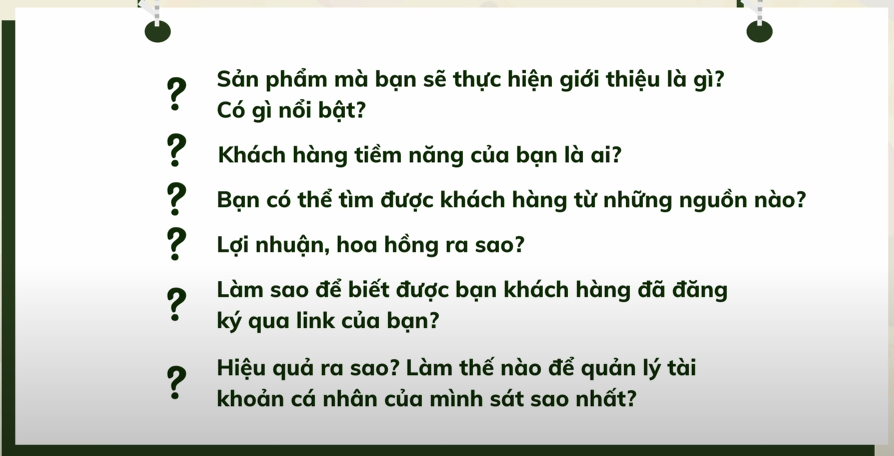 ? Sản phẩm mà bạn sẽ thực hiện giới thiệu là gì?
Có gì nổi bật?
? Khách hàng tiềm năng của bạn là ai?
? Bạn có thể tìm được khách hàng từ những nguồn nào?
? Lợi nhuận, hoa hồng ra sao?
? Làm sao để biết được bạn khách hàng đã đăng
ký qua link của bạn?
? Hiệu quả ra sao? Làm thế nào để quản lý tài
khoản cá nhân của mình sát sao nhất?